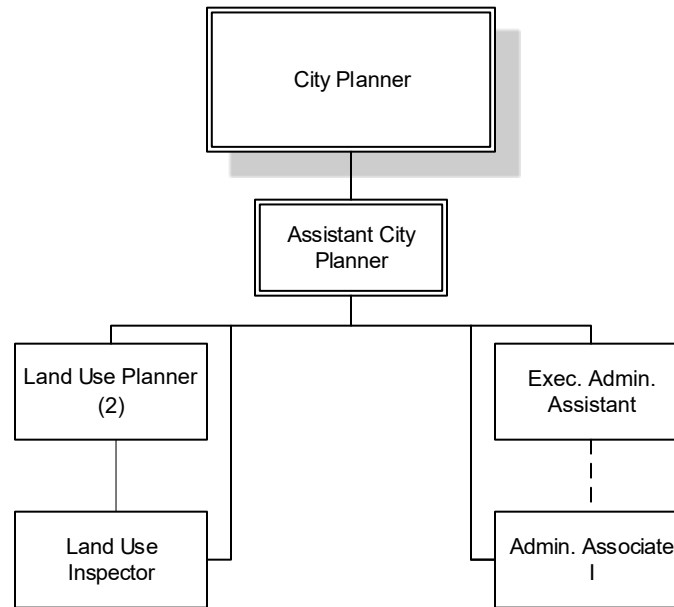 City Planner
Assistant City
Planner
Land Use Planner
(2)
Exec. Admin.
Assistant
Land Use
Inspector
Admin. Associate
I